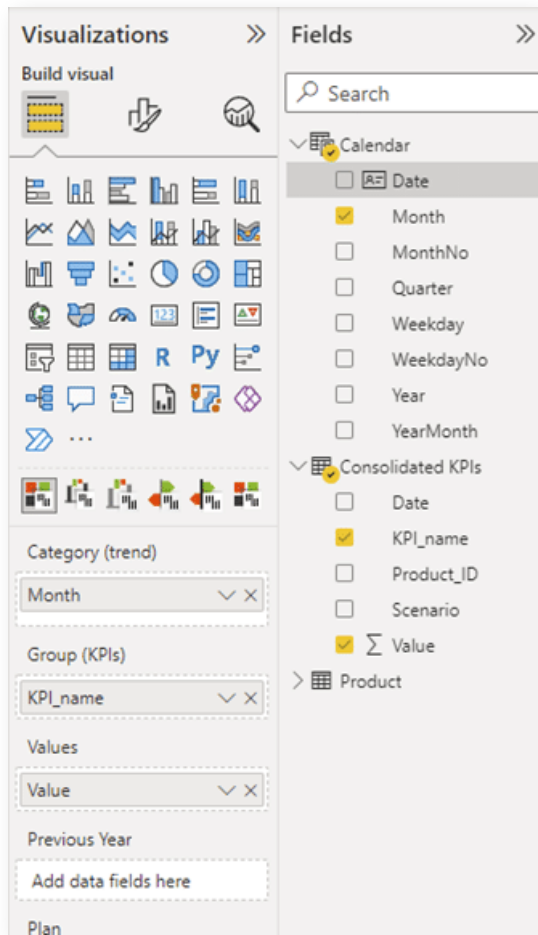 Visualizations
Build visual
123
R
Py
Category (trend)
Month
Group (KPIs)
KPI_name
Values
Value
Previous Year
Add data fields here
Plan
Fields
Search
Calendar
Date
Month
MonthNo
Quarter
Weekday
WeekdayNo
Year
YearMonth
Consolidated KPIs
Date
KPI_name
Product_ID
Scenario
Σ Value
Product